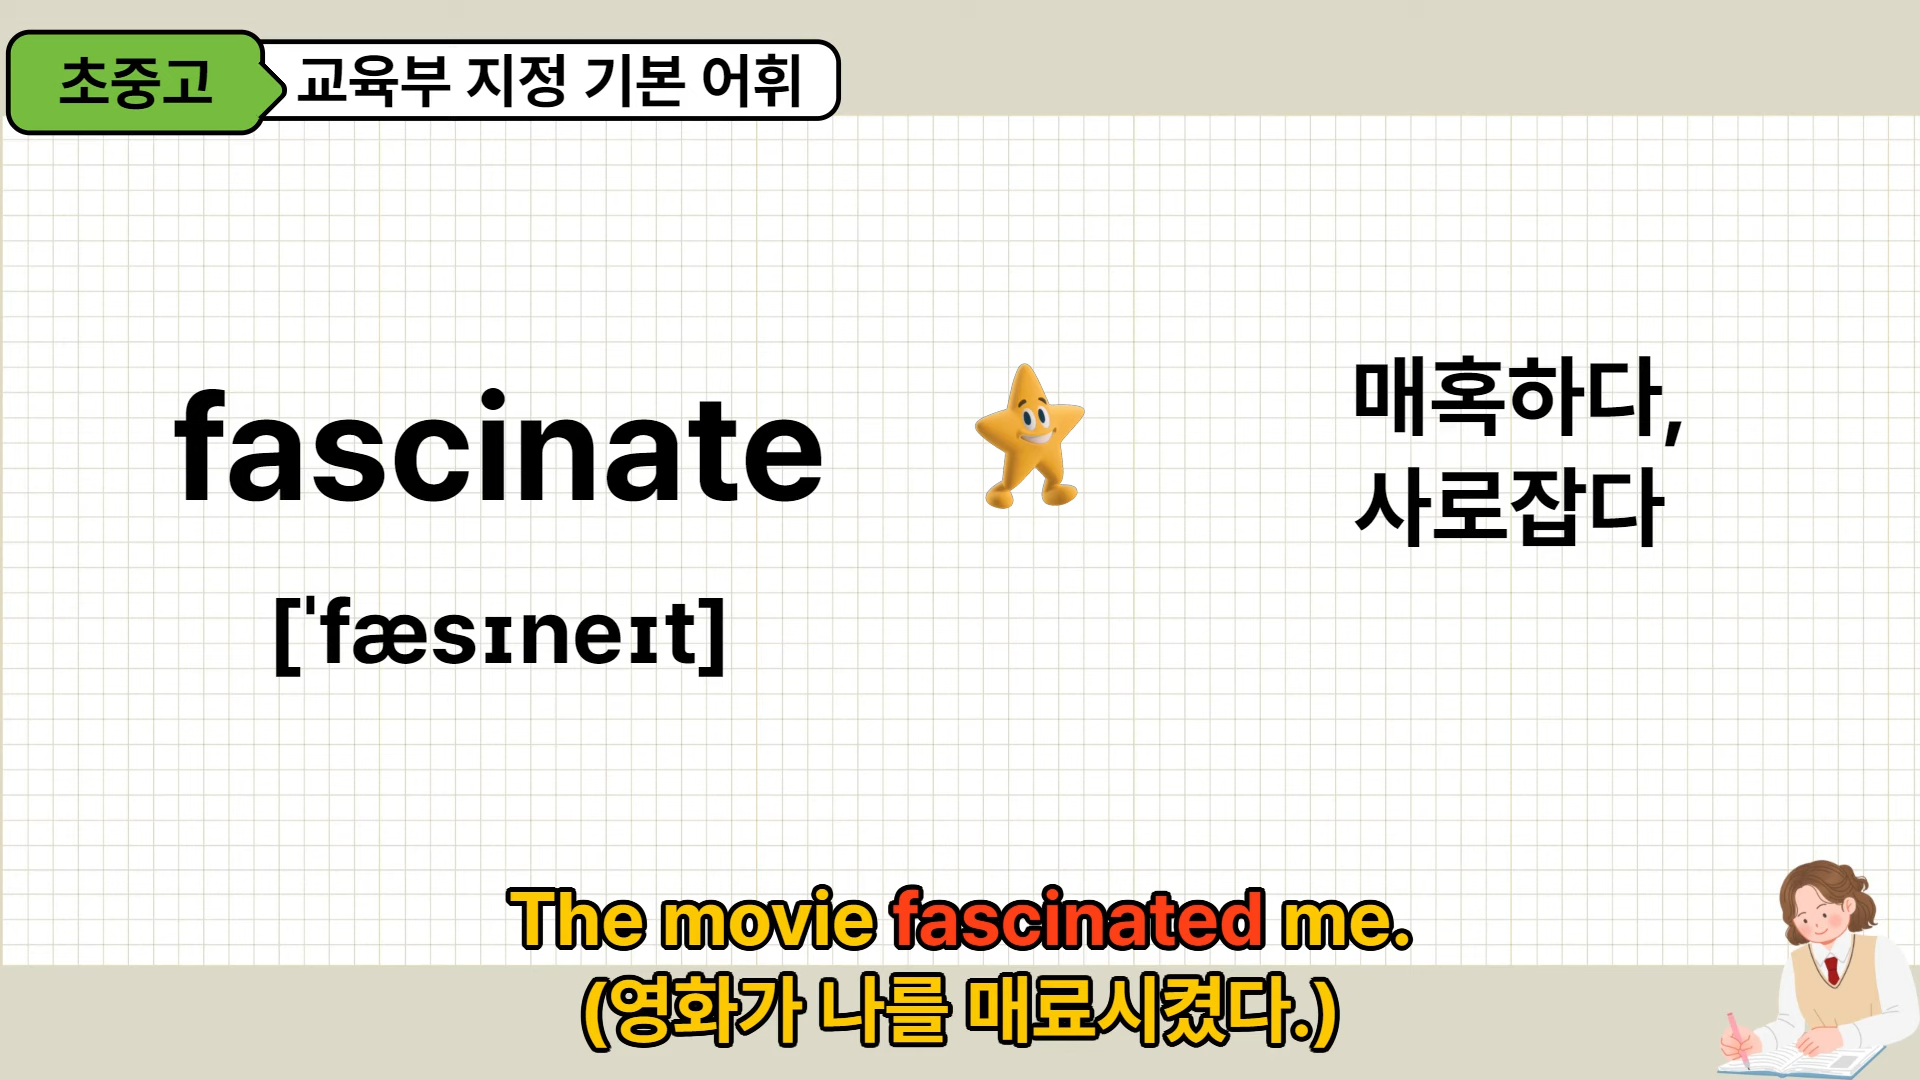 초중고
교육부 지정 기본 어휘
fascinate
[ˈfæsɪneɪt]
매혹하다,
사로잡다
The movie fascinated me.
(영화가 나를 매료시켰다.)